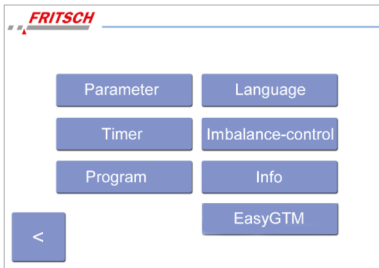 FRITSCH
Parameter
Language
Timer
Imbalance-control
Program
Info
EasyGTM
<